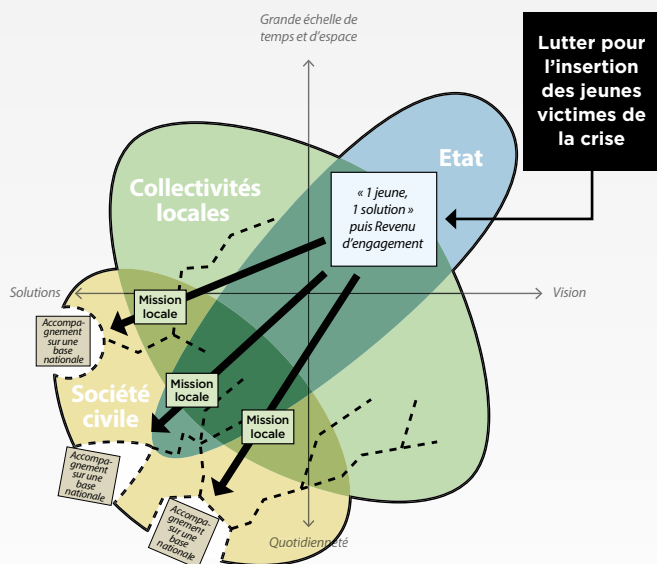 Grande échelle de
temps et d'espace
Lutter pour
l'insertion
des jeunes
victimes de
la crise
Etat
Collectivités
locales
« 1 jeune,
1 solution »
puis Revenu
d'engagement
Solutions
Vision
Mission
locale
Accompa-
gnement
sur une base
nationale
Mission
locale
Société
civile
Mission
locale
Accompa-
gnement
sur une
base
nationale
Accompa-
gnement
sur une
base
nationale
Quotidienneté